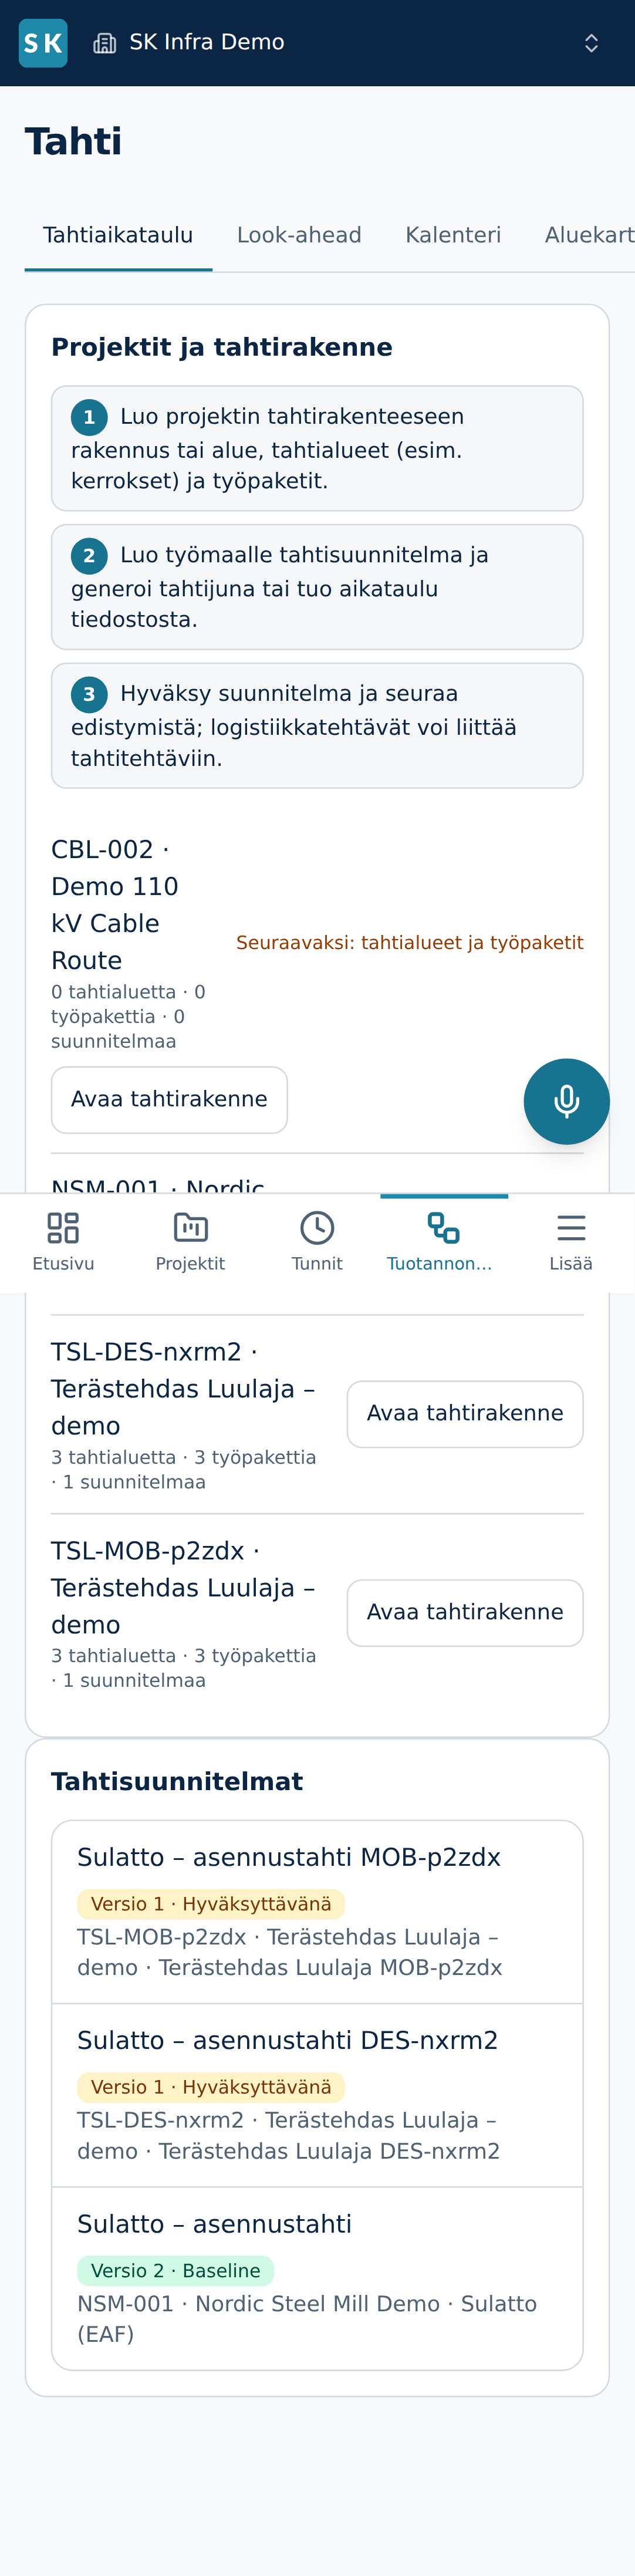 SK SK Infra Demo
Tahti
Tahtiaikataulu Look-ahead Kalenteri Aluekart
Projektit ja tahtirakenne
1 Luo projektin tahtirakenteeseen
rakennus tai alue, tahtialueet (esim.
kerrokset) ja työpaketit.
2 Luo työmaalle tahtisuunnitelma ja
generoi tahtijuna tai tuo aikataulu
tiedostosta.
3 Hyväksy suunnitelma ja seuraa
edistymistä; logistiikkatehtävät voi liittää
tahtitehtäviin.
CBL-002 ·
Demo 110
kV Cable
Route
0 tahtialuetta · 0
työpakettia · 0
suunnitelmaa
Seuraavaksi: tahtialueet ja työpaketit
Avaa tahtirakenne
NSM-001 · Nordic
Etusivu Projektit Tunnit Tuotannon... Lisää
TSL-DES-nxrm2 ·
Terästehdas Luulaja –
demo
3 tahtialuetta · 3 työpakettia
· 1 suunnitelmaa
Avaa tahtirakenne
TSL-MOB-p2zdx ·
Terästehdas Luulaja –
demo
3 tahtialuetta · 3 työpakettia
· 1 suunnitelmaa
Avaa tahtirakenne
Tahtisuunnitelmat
Sulatto – asennustahti MOB-p2zdx
Versio 1 · Hyväksyttävänä
TSL-MOB-p2zdx · Terästehdas Luulaja –
demo · Terästehdas Luulaja MOB-p2zdx
Sulatto – asennustahti DES-nxrm2
Versio 1 · Hyväksyttävänä
TSL-DES-nxrm2 · Terästehdas Luulaja –
demo · Terästehdas Luulaja DES-nxrm2
Sulatto – asennustahti
Versio 2 · Baseline
NSM-001 · Nordic Steel Mill Demo · Sulatto
(EAF)